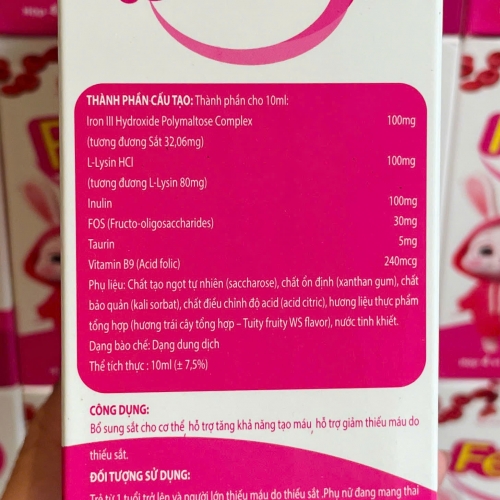 THÀNH PHẦN CẤU TẠO: Thành phần cho 10ml:
Iron III Hydroxide Polymaltose Complex 100mg
(tương đương Sắt 32,06mg)
L-Lysin HCl 100mg
(tương đương L-Lysin 80mg)
Inulin 100mg
FOS (Fructo-oligosaccharides) 30mg
Taurin 5mg
Vitamin B9 (Acid folic) 240mcg
Phụ liệu: Chất tạo ngọt tự nhiên (saccharose), chất ổn định (xanthan gum), chất
bảo quản (kali sorbat), chất điều chỉnh độ acid (acid citric), hương liệu thực phẩm
tổng hợp (hương trái cây tổng hợp – Tuity fruity WS flavor), nước tinh khiết.
Dạng bào chế: Dạng dung dịch
Thể tích thực : 10ml (± 7,5%)
CÔNG DỤNG:
Bổ sung sắt cho cơ thể, hỗ trợ tăng khả năng tạo máu, hỗ trợ giảm thiếu máu do
thiếu sắt.
ĐỐI TƯỢNG SỬ DỤNG:
Trẻ từ 1 tuổi trở lên và người lớn thiếu máu do thiếu sắt .Phụ nữ đang mang thai